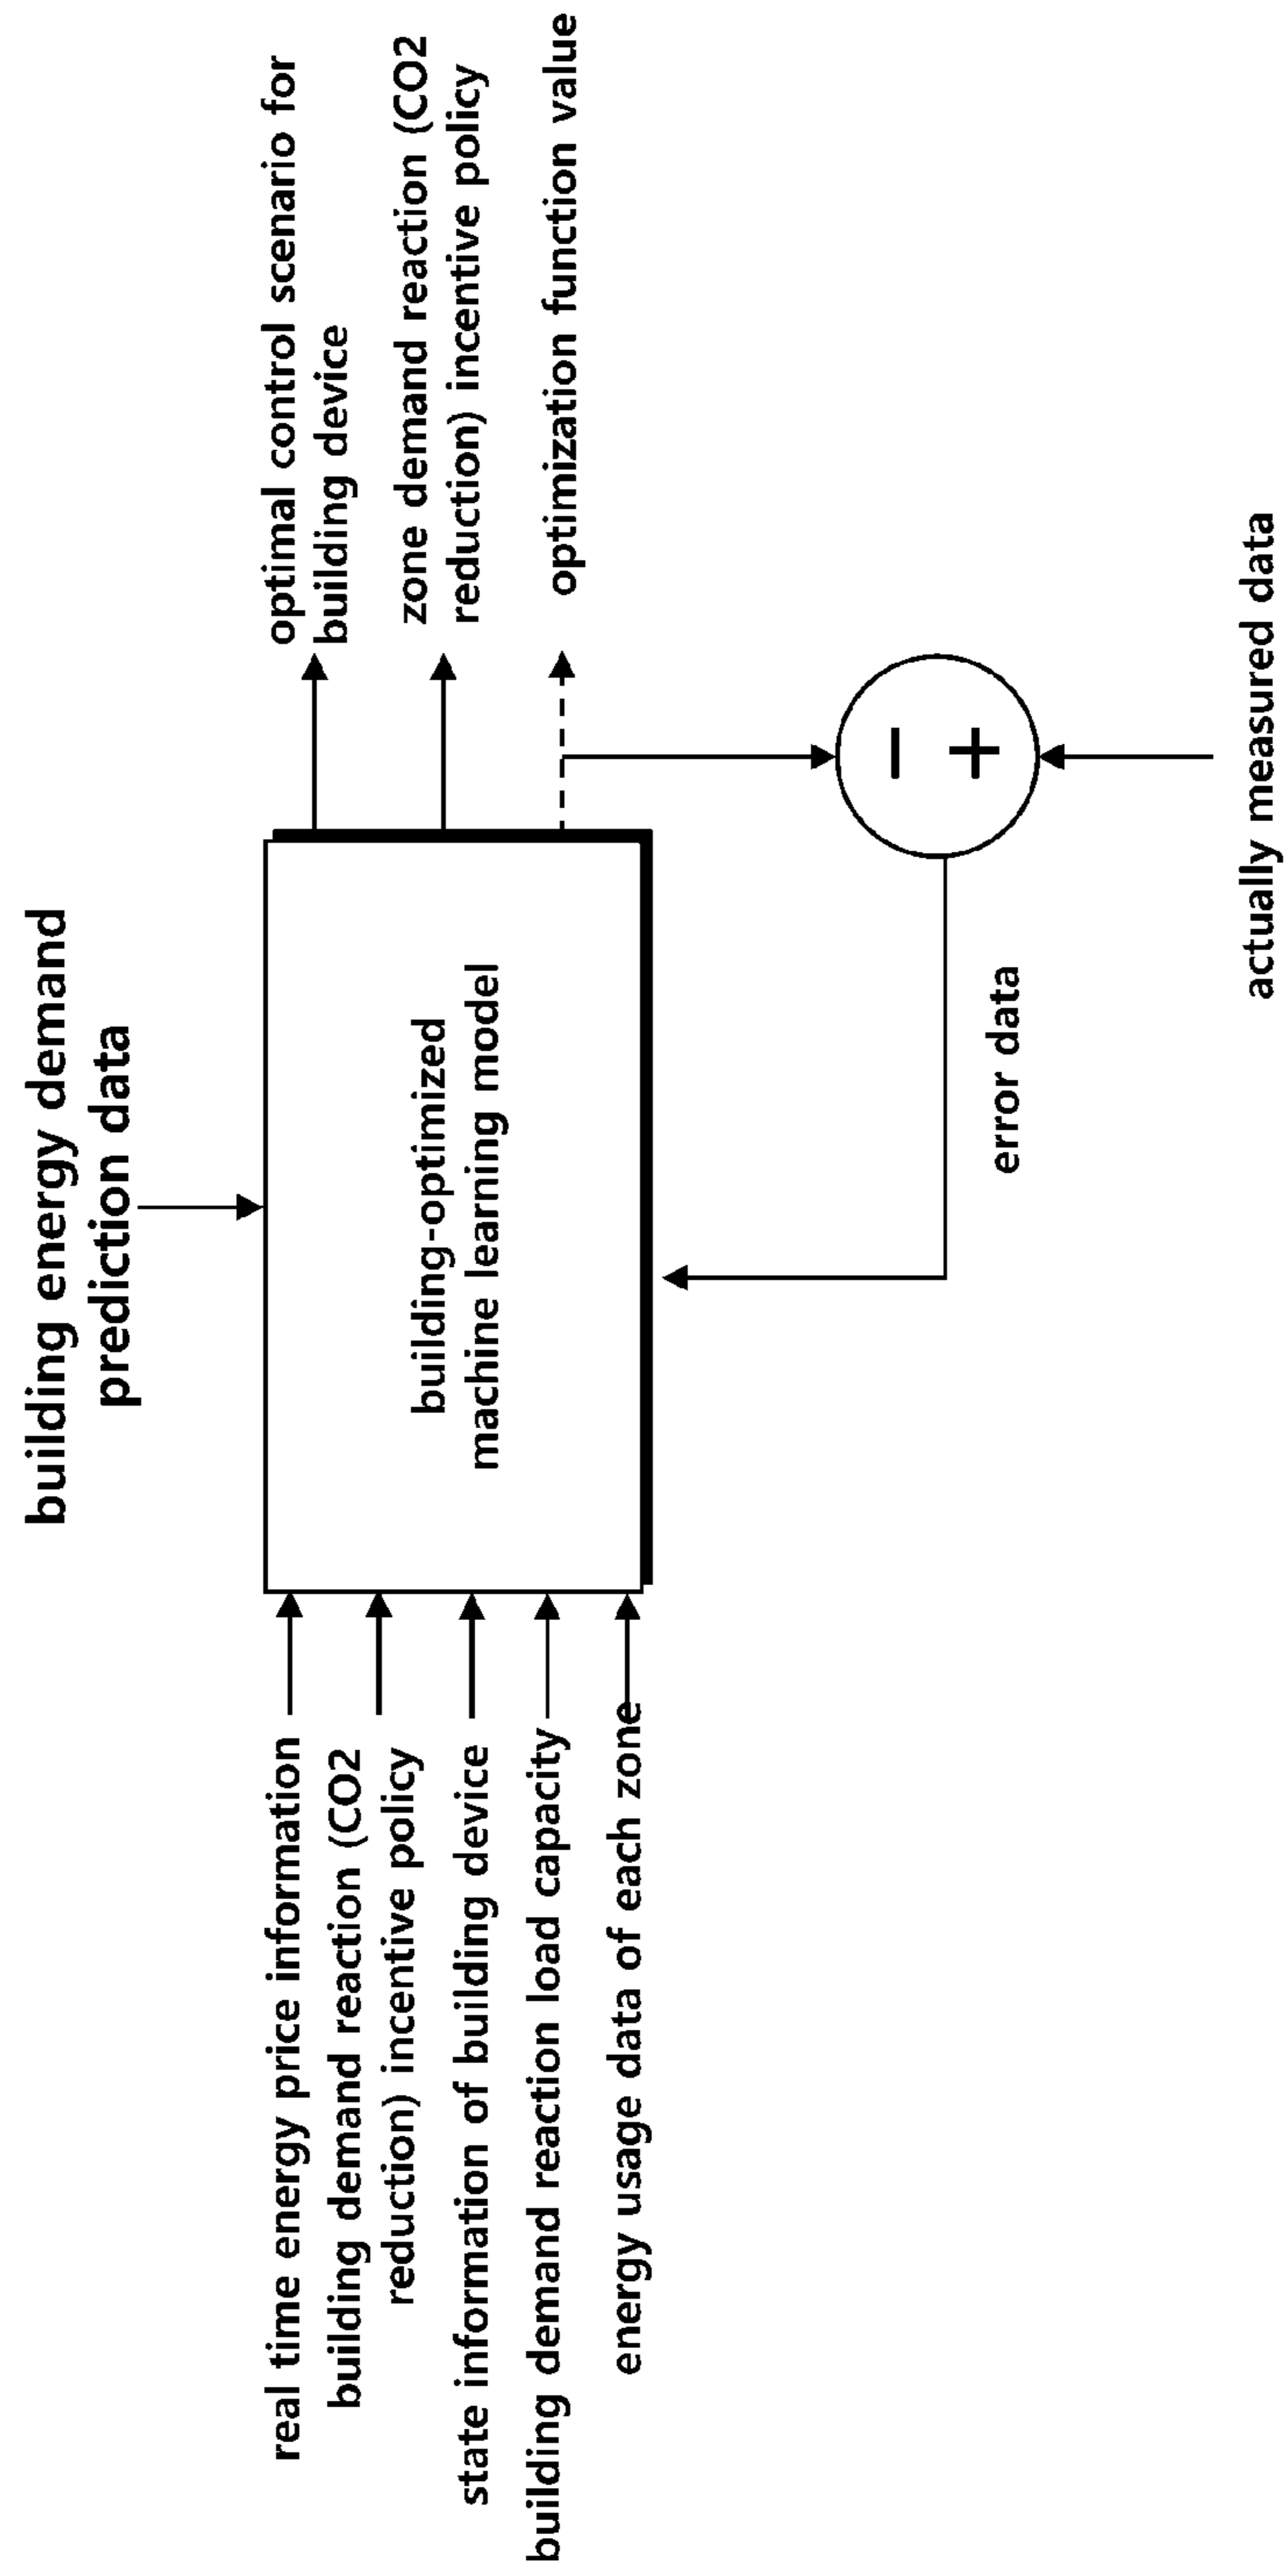 building energy demand
prediction data
real time energy price information
building demand reaction (CO2
reduction) incentive policy
state information of building device
building demand reaction load capacity
energy usage data of each zone
building-optimized
machine learning model
optimal control scenario for
building device
zone demand reaction (CO2
reduction) incentive policy
optimization function value
−
+
error data
actually measured data